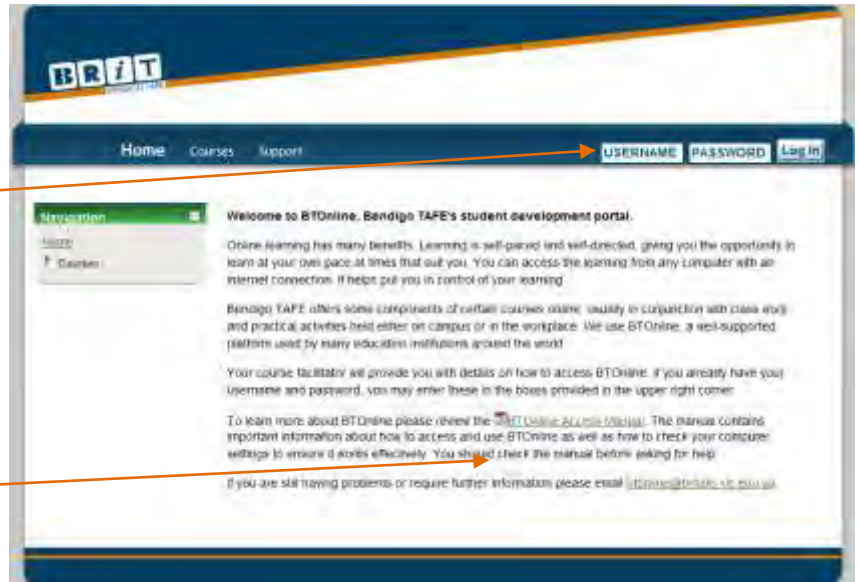 BRiT
BENDIGO TAFE
Home Courses Support USERNAME PASSWORD Log in
Navigation
Home
Courses
Welcome to BTOnline, Bendigo TAFE's student development portal.
Online learning has many benefits. Learning is self-paced and self-directed, giving you the opportunity to
learn at your own pace at times that suit you. You can access the learning from any computer with an
internet connection. It helps put you in control of your learning.
Bendigo TAFE offers some components of certain courses online, usually in conjunction with class work
and practical activities held either on campus or in the workplace. We use BTOnline, a well-supported
platform used by many education institutions around the world.
Your course facilitator will provide you with details on how to access BTOnline. If you already have your
username and password, you may enter these in the boxes provided in the upper right corner.
To learn more about BTOnline please review the BTOnline Access Manual. The manual contains
important information about how to access and use BTOnline as well as how to check your computer
settings to ensure it works effectively. You should check the manual before asking for help.
If you are still having problems or require further information please email